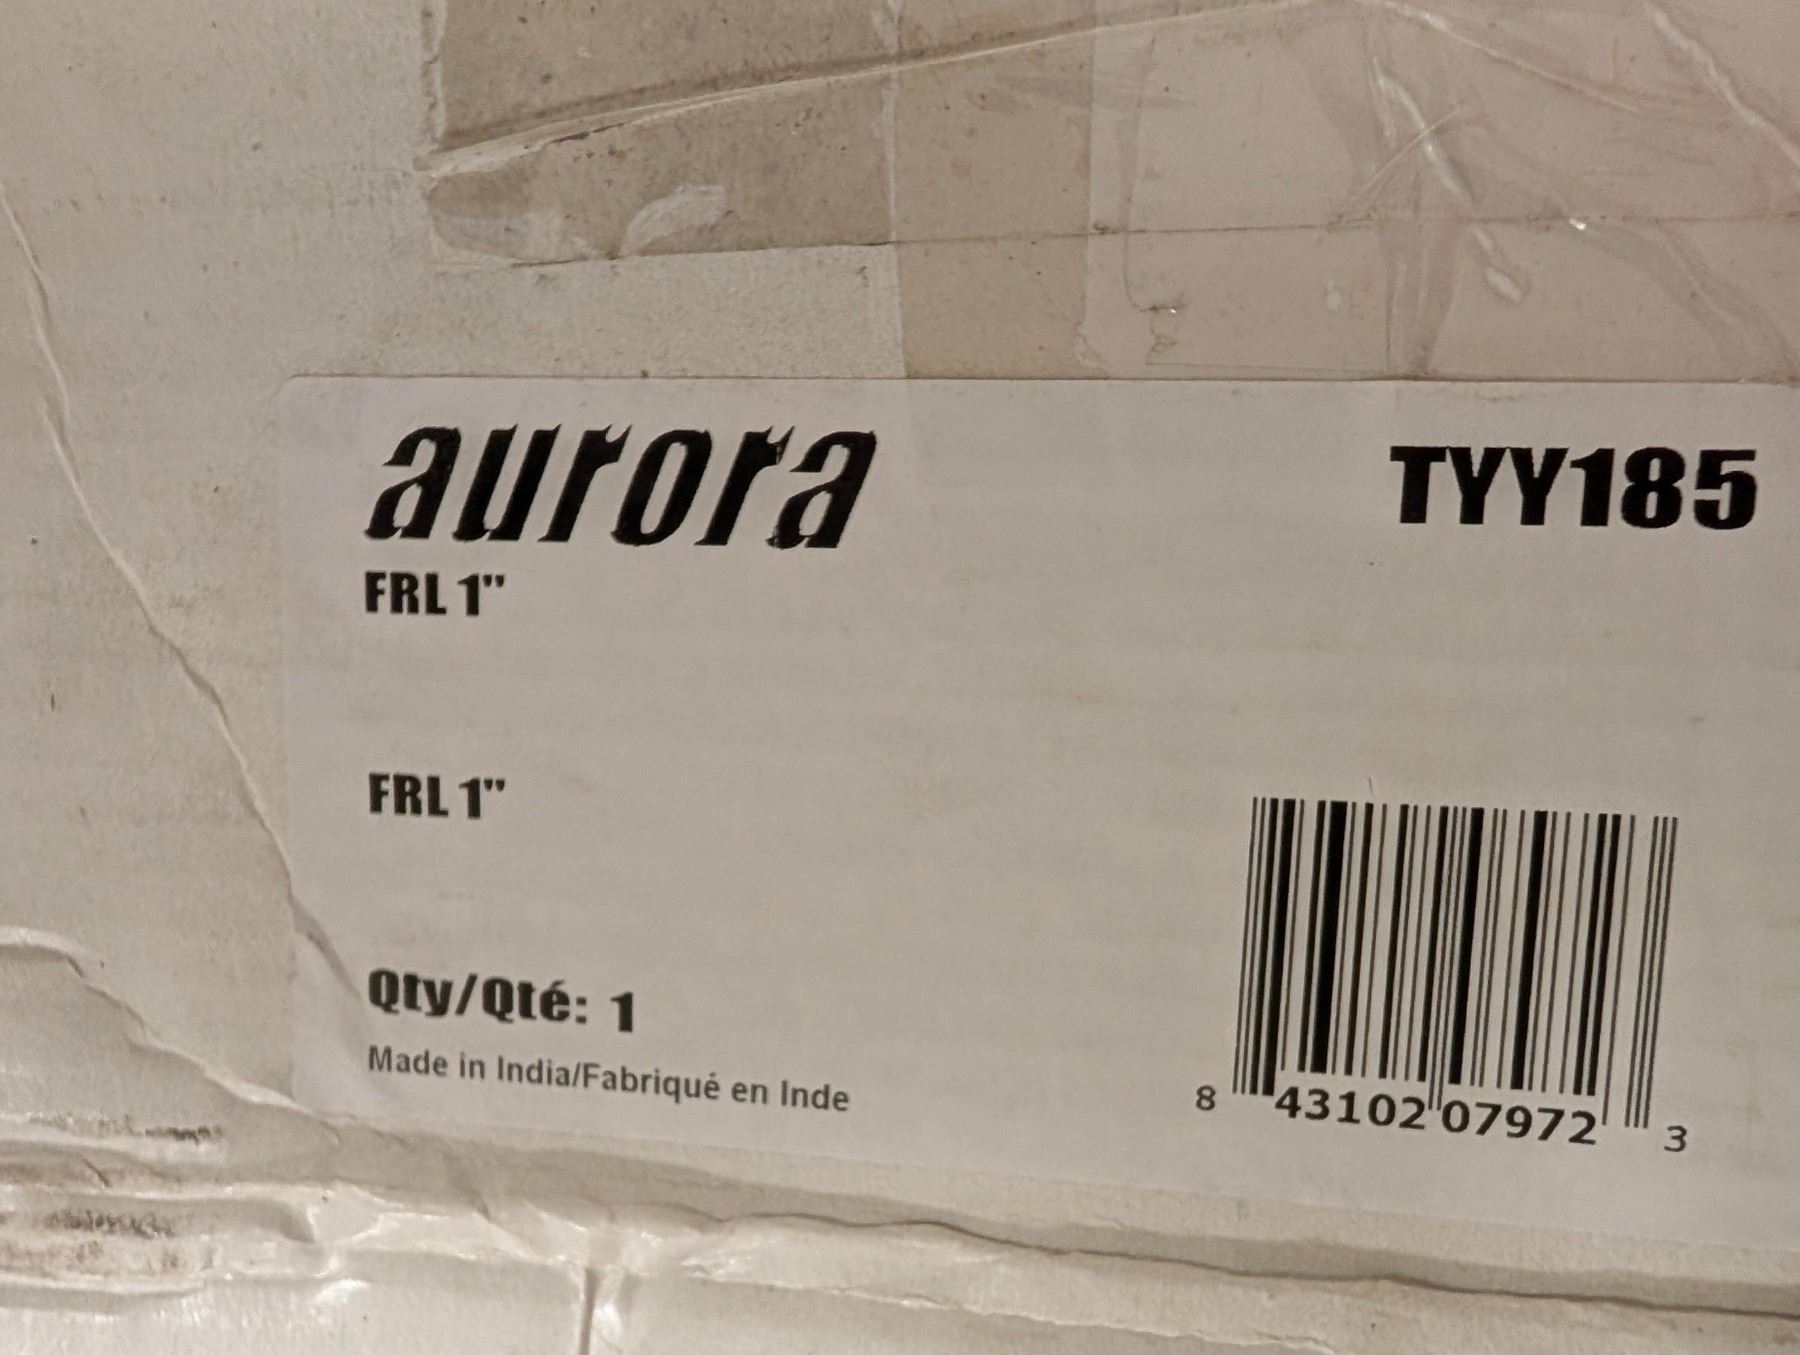 aurora
TYY185
FRL 1"
FRL 1"
Qty/Qté: 1
Made in India/Fabriqué en Inde
8 43102 07972 3